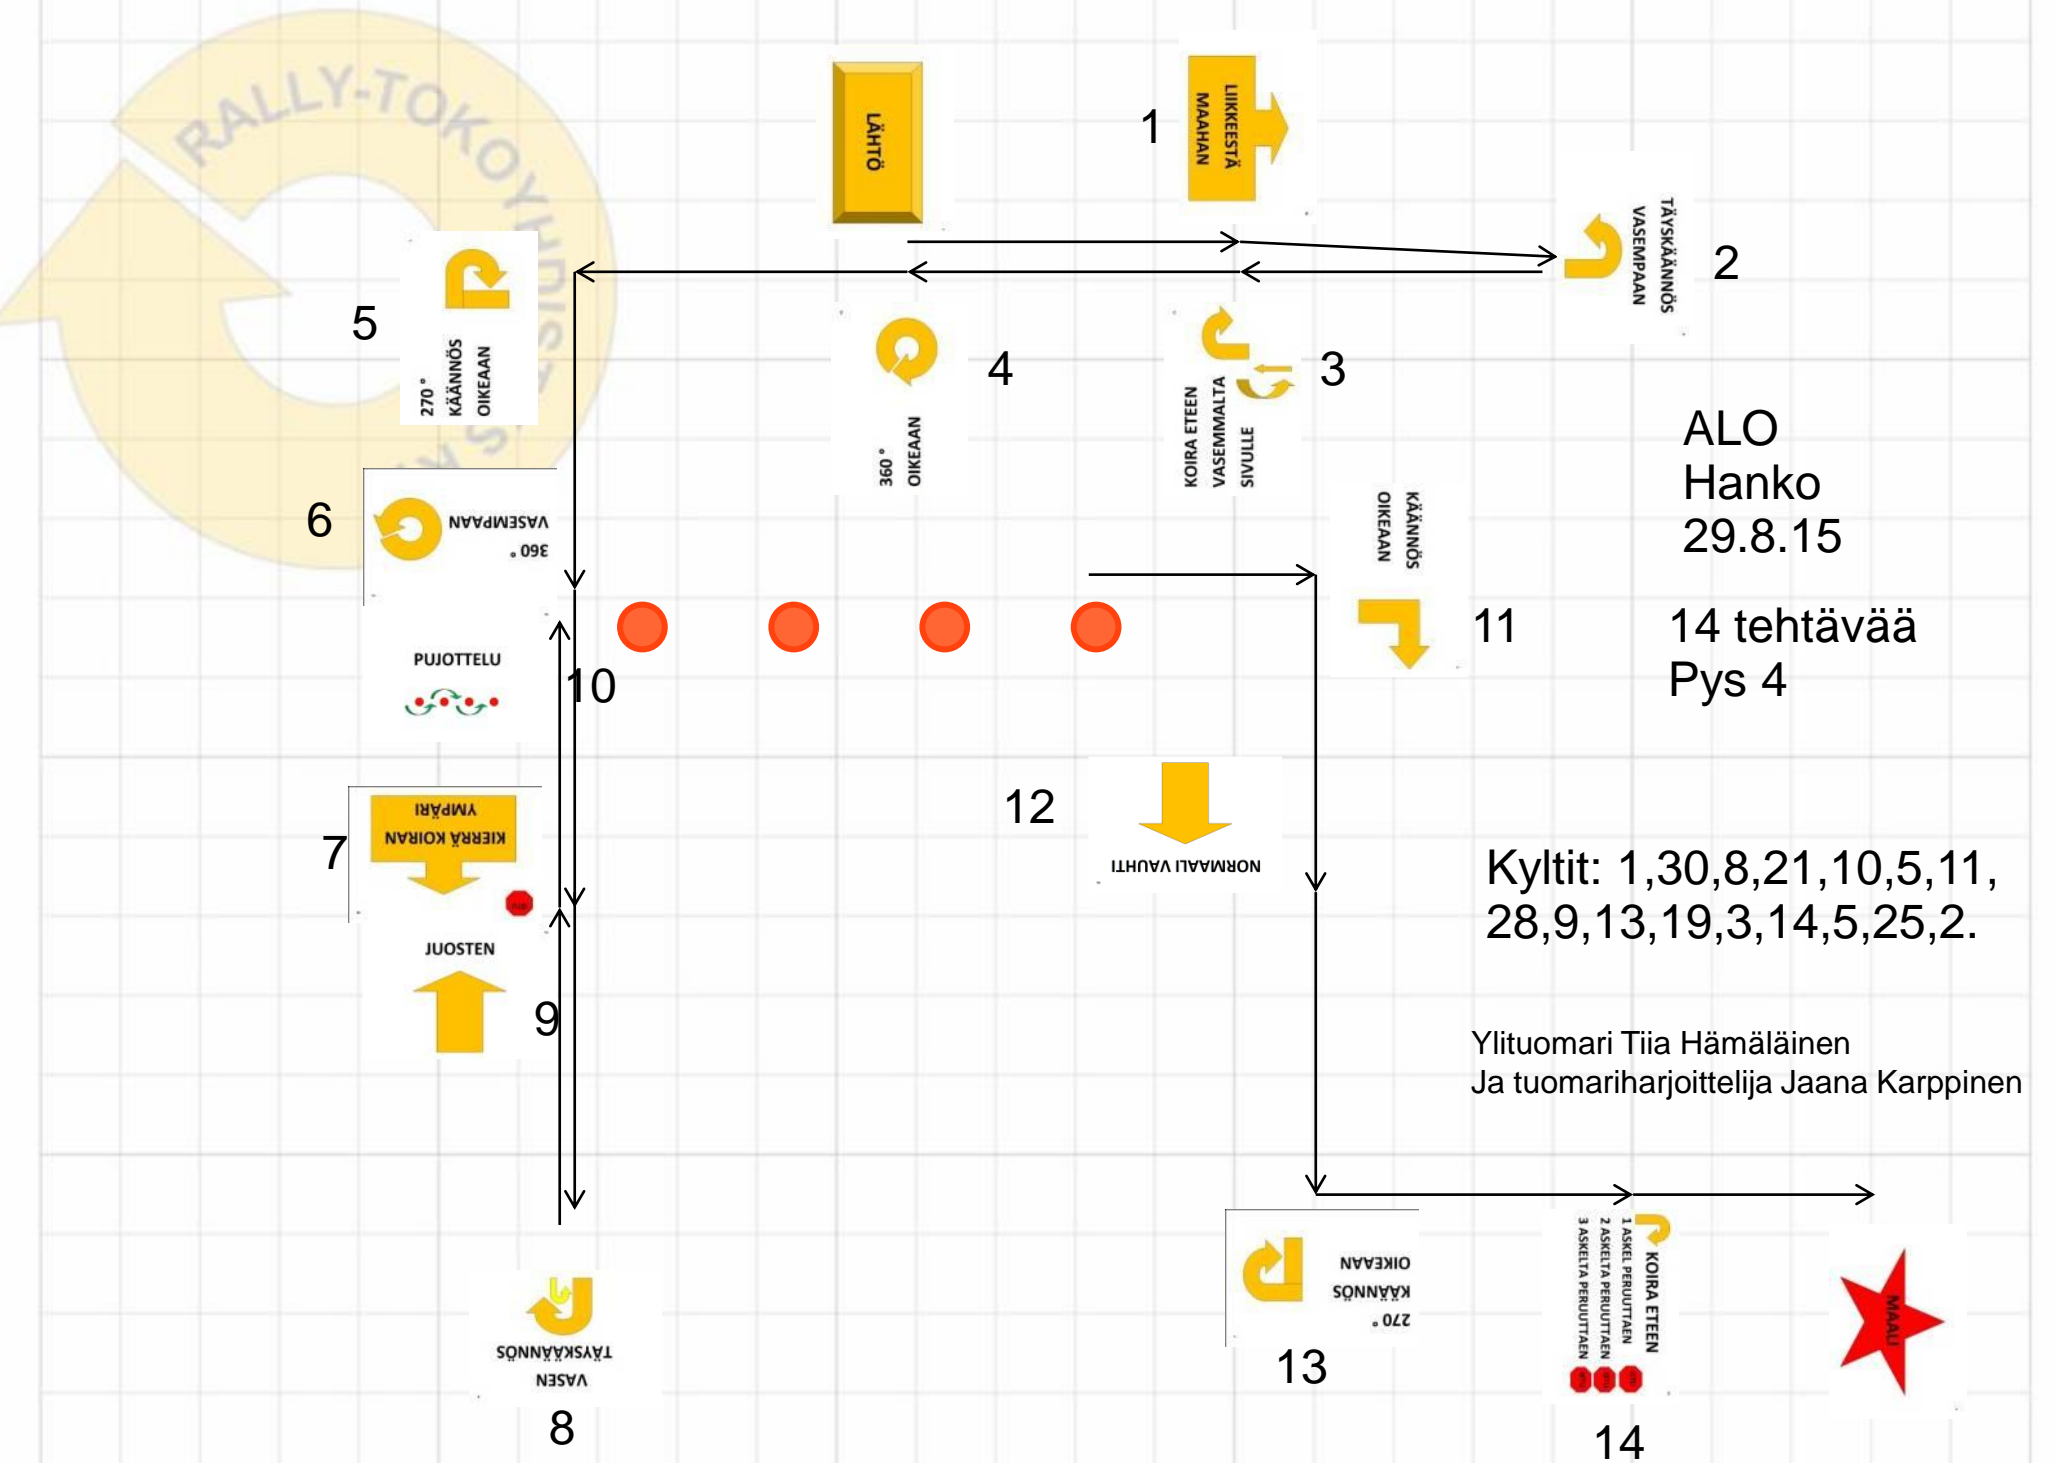 RALLY-TOKOYHDISTYS RY
LÄHTÖ
1
LIIKKEESTÄ
MAAHAN
TÄYSKÄÄNNÖS
VASEMPAAN
2
5
270°
KÄÄNNÖS
OIKEAAN
360°
OIKEAAN
4
KOIRA ETEEN
VASEMMALTA
SIVULLE
3
ALO
Hanko
29.8.15
6
360°
VASEMPAAN
KÄÄNNÖS
OIKEAAN
11
14 tehtävää
Pys 4
PUJOTTELU
10
7
KIERRÄ KOIRAN
YMPÄRI
12
NORMAALI VAUHTI
Kyltit: 1,30,8,21,10,5,11,
28,9,13,19,3,14,5,25,2.
JUOSTEN
9
Ylituomari Tiia Hämäläinen
Ja tuomariharjoittelija Jaana Karppinen
VASEN
TÄYSKÄÄNNÖS
8
270°
KÄÄNNÖS
OIKEAAN
13
KOIRA ETEEN
1 ASKEL PERUUTTAEN
2 ASKELTA PERUUTTAEN
3 ASKELTA PERUUTTAEN
14
MAALI